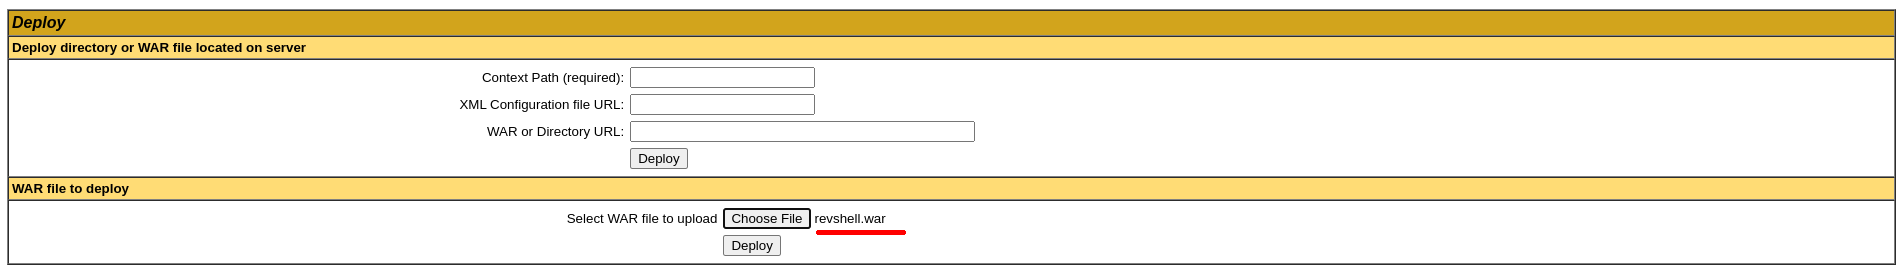 Deploy
Deploy directory or WAR file located on server
Context Path (required):
XML Configuration file URL:
WAR or Directory URL:
Deploy
WAR file to deploy
Select WAR file to upload Choose File revshell.war
Deploy